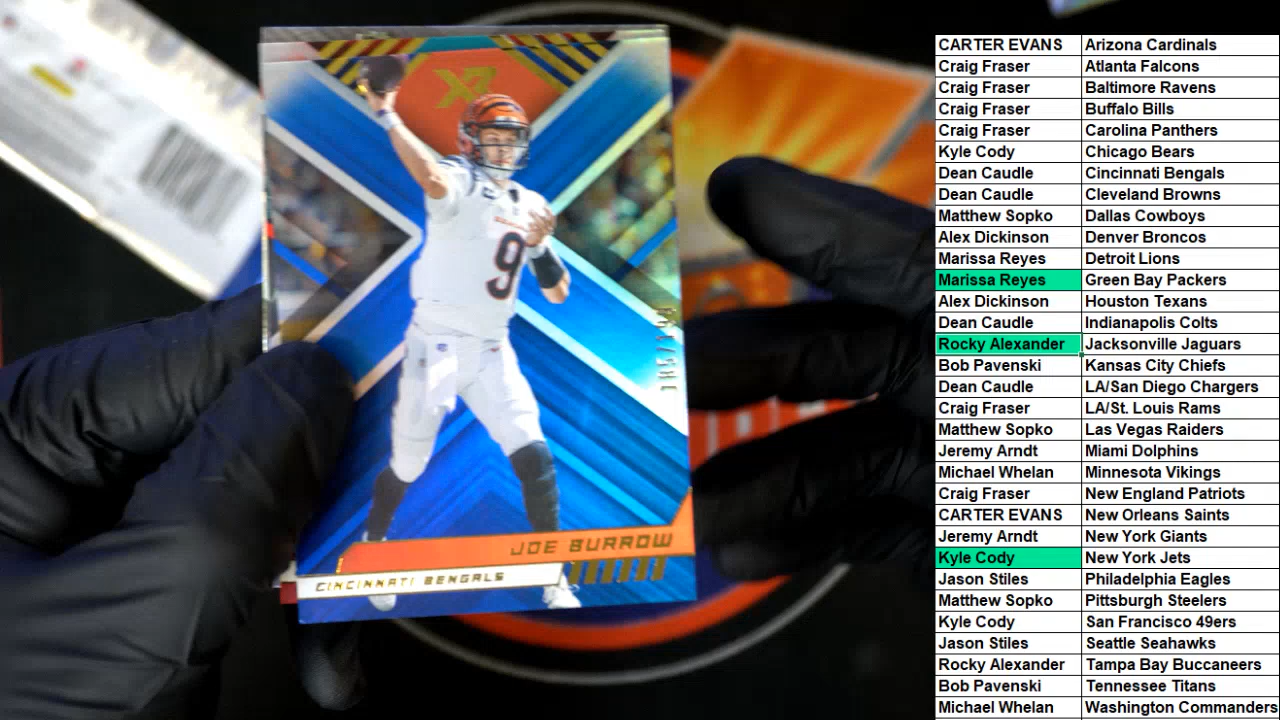 XR
9
JOE BURROW
CINCINNATI BENGALS
CARTER EVANS Arizona Cardinals
Craig Fraser Atlanta Falcons
Craig Fraser Baltimore Ravens
Craig Fraser Buffalo Bills
Craig Fraser Carolina Panthers
Kyle Cody Chicago Bears
Dean Caudle Cincinnati Bengals
Dean Caudle Cleveland Browns
Matthew Sopko Dallas Cowboys
Alex Dickinson Denver Broncos
Marissa Reyes Detroit Lions
Marissa Reyes Green Bay Packers
Alex Dickinson Houston Texans
Dean Caudle Indianapolis Colts
Rocky Alexander Jacksonville Jaguars
Bob Pavenski Kansas City Chiefs
Dean Caudle LA/San Diego Chargers
Craig Fraser LA/St. Louis Rams
Matthew Sopko Las Vegas Raiders
Jeremy Arndt Miami Dolphins
Michael Whelan Minnesota Vikings
Craig Fraser New England Patriots
CARTER EVANS New Orleans Saints
Jeremy Arndt New York Giants
Kyle Cody New York Jets
Jason Stiles Philadelphia Eagles
Matthew Sopko Pittsburgh Steelers
Kyle Cody San Francisco 49ers
Jason Stiles Seattle Seahawks
Rocky Alexander Tampa Bay Buccaneers
Bob Pavenski Tennessee Titans
Michael Whelan Washington Commanders